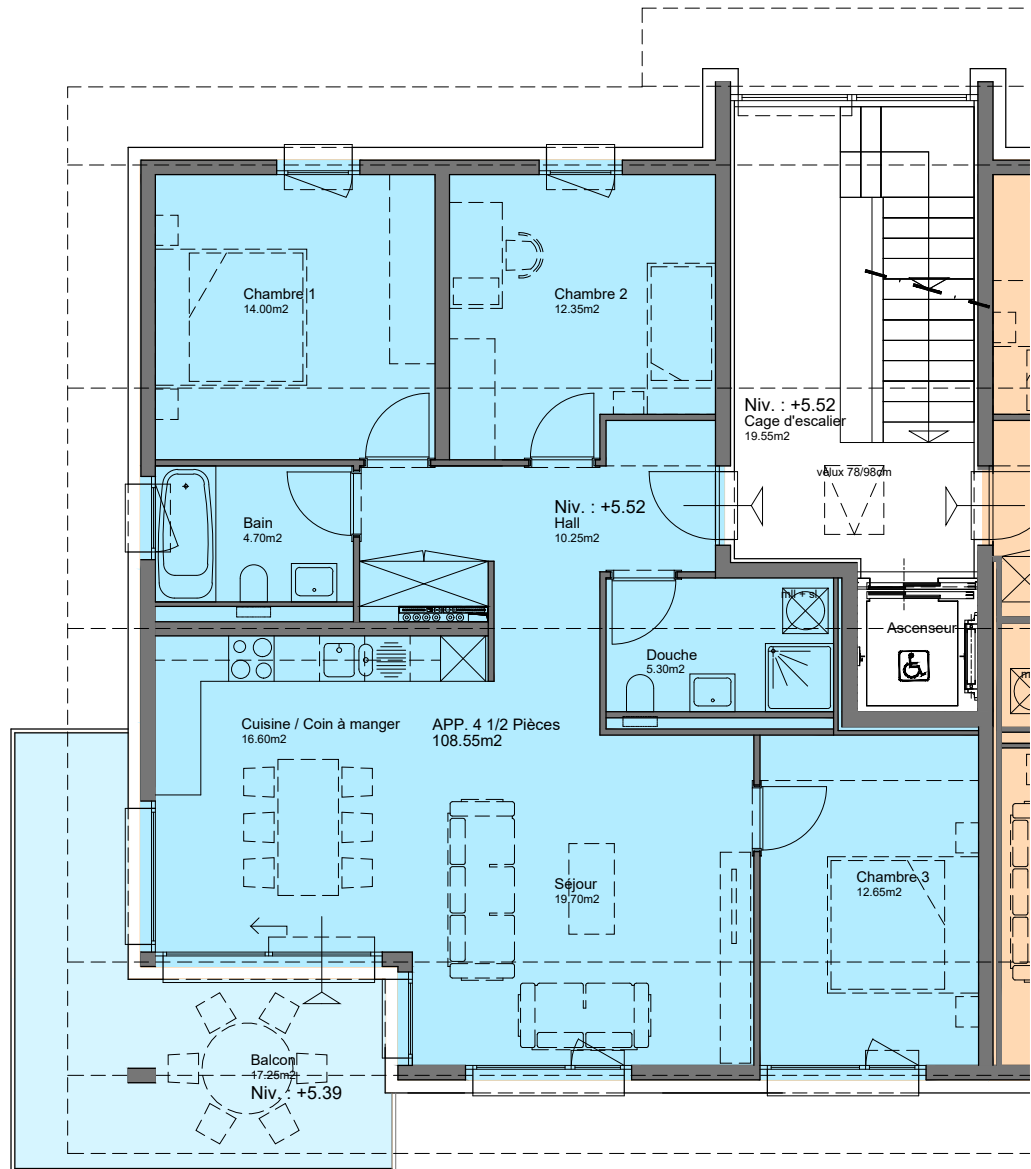 Chambre 1
14.00m2
Chambre 2
12.35m2
Niv. : +5.52
Cage d'escalier
19.55m2
velux 78/98cm
Niv. : +5.52
Hall
10.25m2
Bain
4.70m2
Ascenseur
Douche
5.30m2
Cuisine / Coin à manger
16.60m2
APP. 4 1/2 Pièces
108.55m2
Séjour
19.70m2
Chambre 3
12.65m2
Balcon
17.25m2
Niv. : +5.39